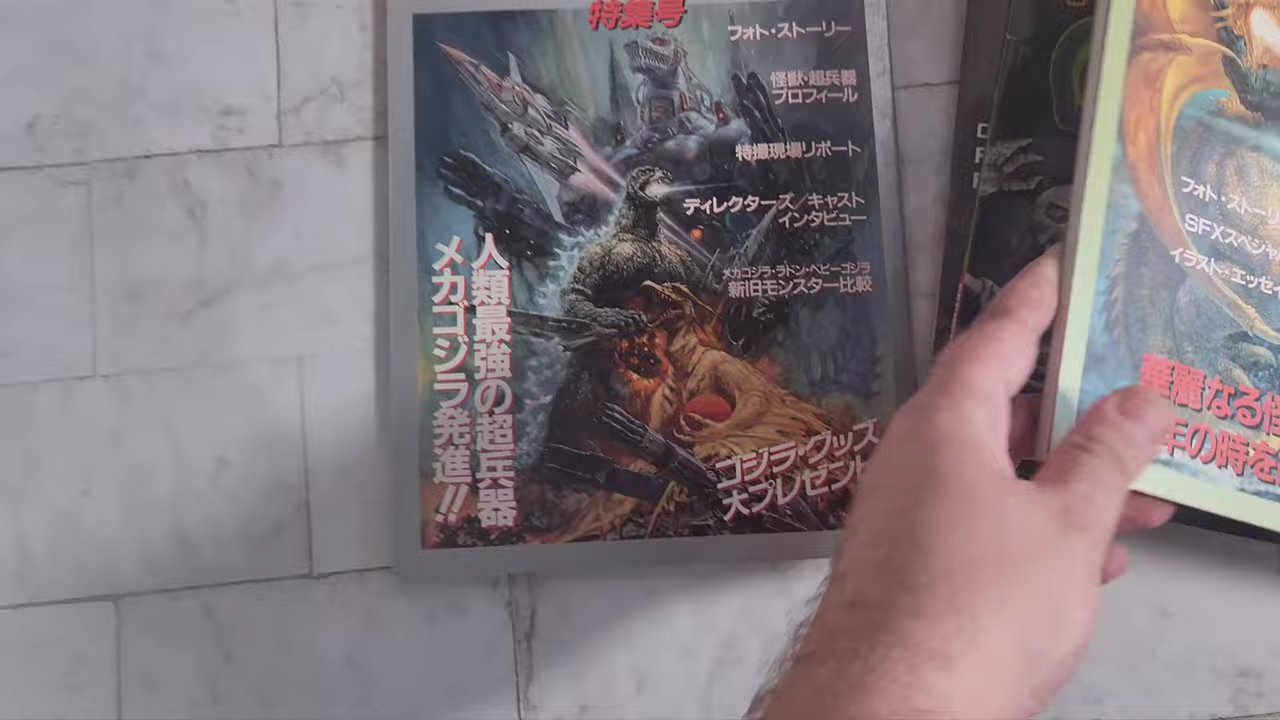 特集号
フォト・ストーリー
怪獣・超兵器
プロフィール
特撮現場リポート
ディレクターズ/キャスト
インタビュー
メカゴジラ・ラドン・ベビーゴジラ
新旧モンスター比較
人類最強の超兵器
メカゴジラ発進!!
ゴジラ・グッズ
大プレゼント
フォト・ストーリ
SFXスペシャル
イラスト・エッセー
華麗なる怪
年の時を